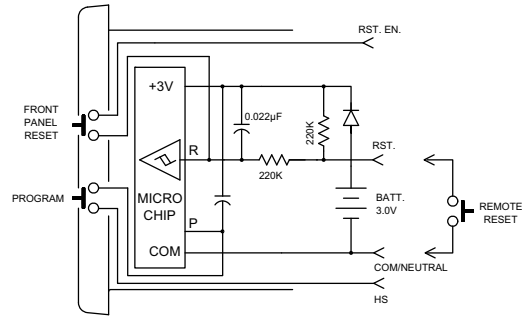 RST. EN.
+3V
FRONT
PANEL
RESET
0.022µF
220K
R
RST.
220K
PROGRAM
MICRO
CHIP
BATT.
3.0V
REMOTE
RESET
P
COM
COM/NEUTRAL
HS